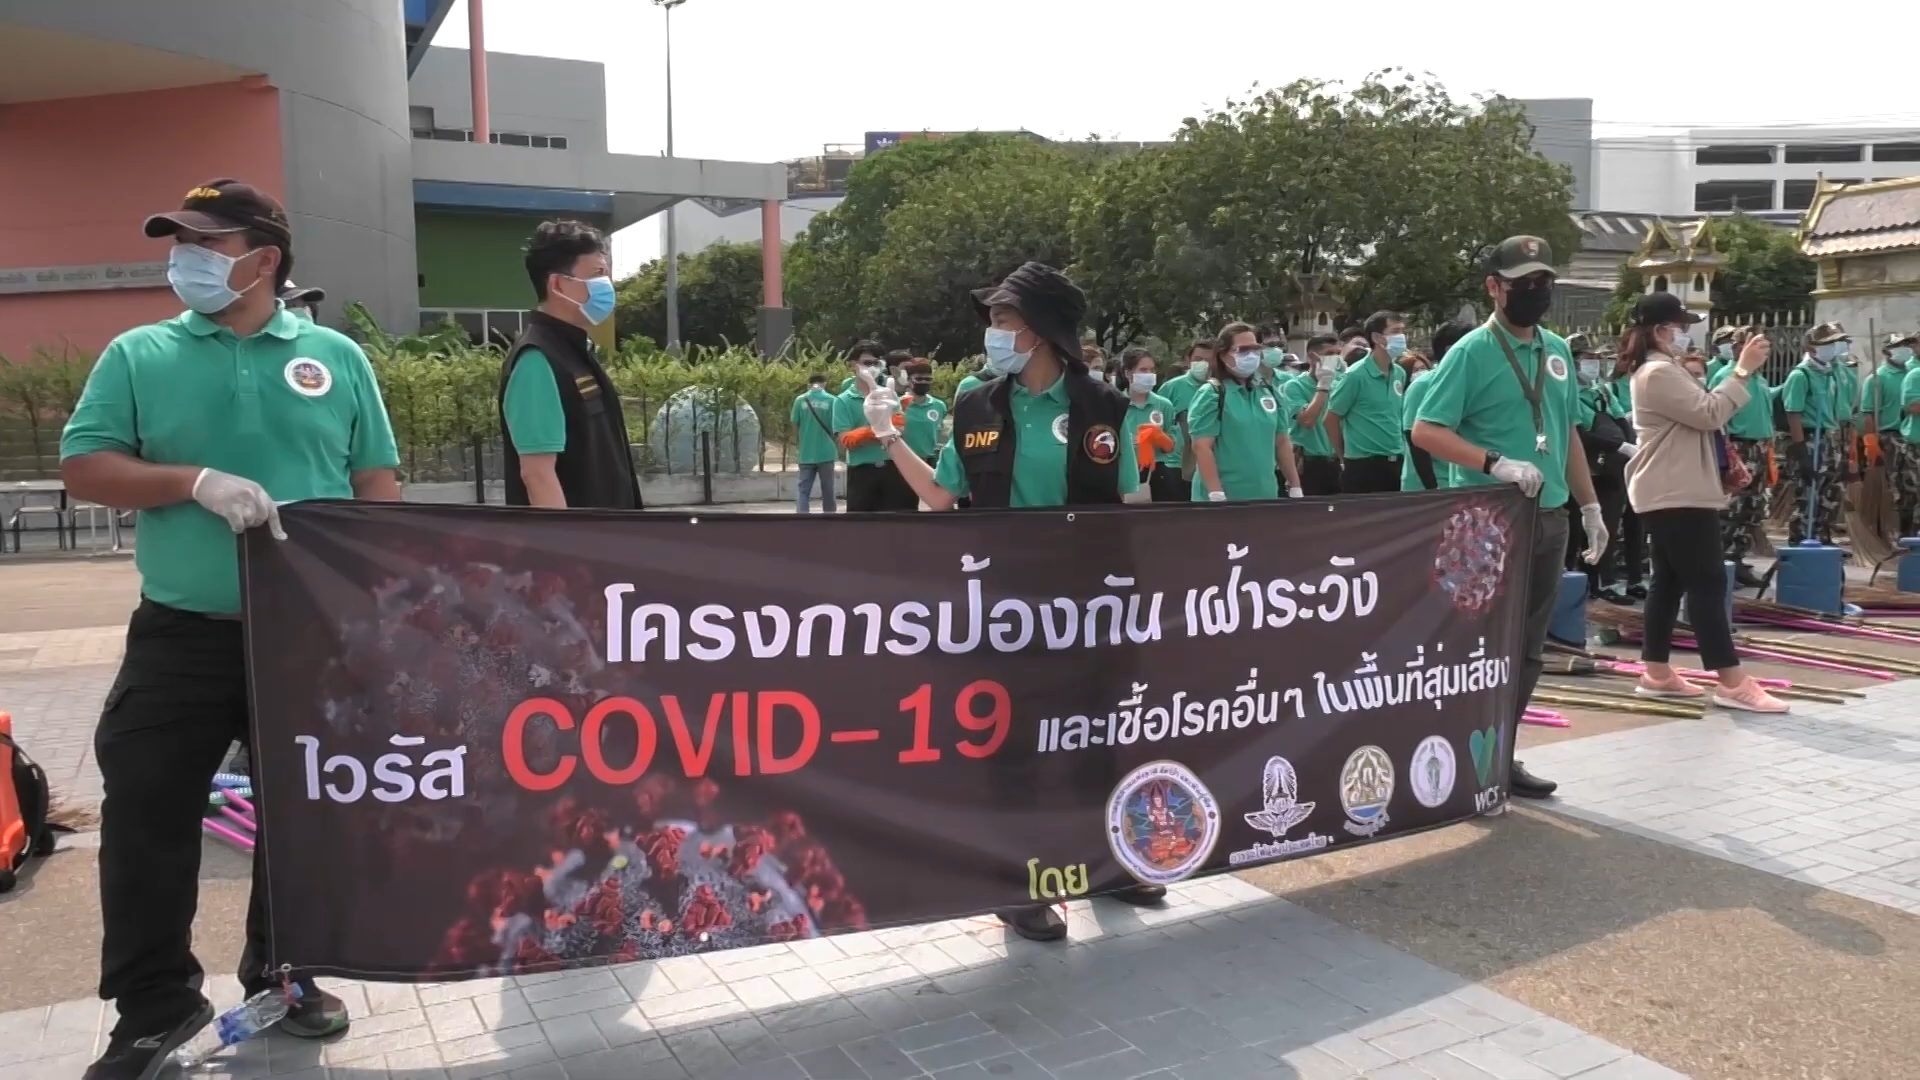 DNP
DNP
โครงการป้องกัน เฝ้าระวัง
ไวรัส COVID-19 และเชื้อโรคอื่นๆ ในพื้นที่สุ่มเสี่ยง
โดย
WCS